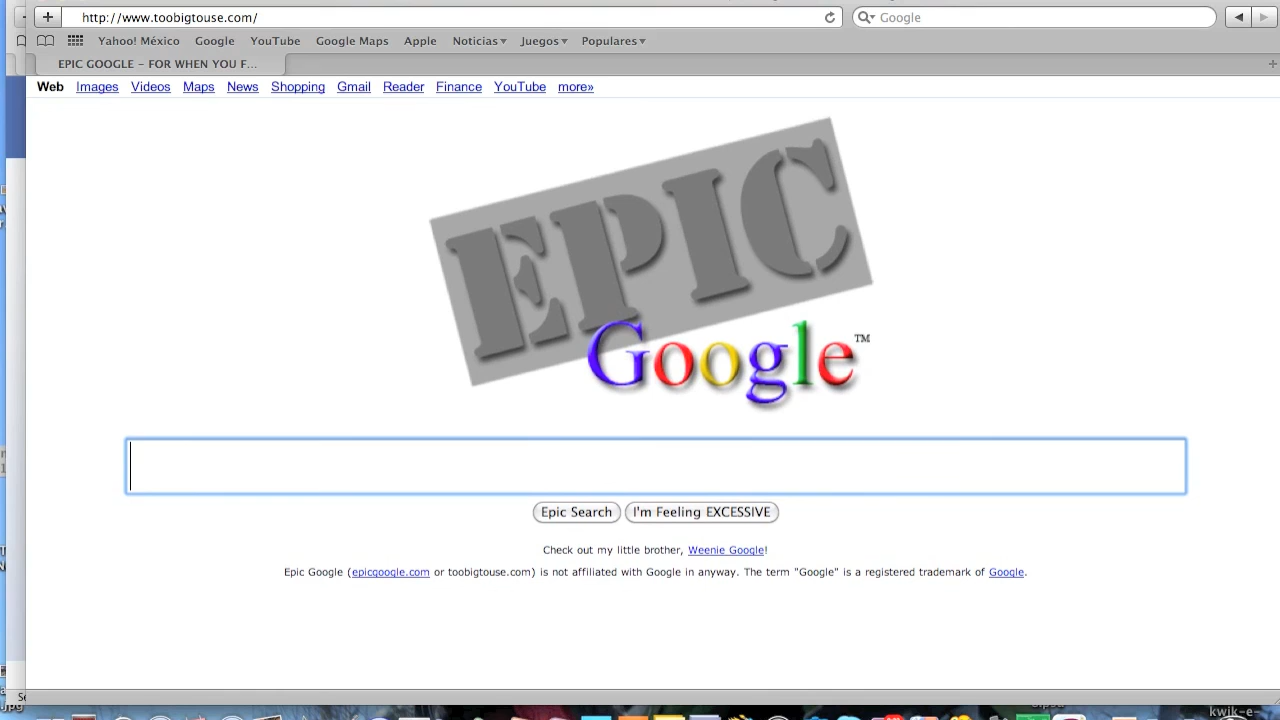 http://www.toobigtouse.com/
Google
Yahoo! México Google YouTube Google Maps Apple Noticias Juegos Populares
EPIC GOOGLE – FOR WHEN YOU F...
Web Images Videos Maps News Shopping Gmail Reader Finance YouTube more»
EPIC
Google™
Epic Search I'm Feeling EXCESSIVE
Check out my little brother, Weenie Google!
Epic Google (epicgoogle.com or toobigtouse.com) is not affiliated with Google in anyway. The term "Google" is a registered trademark of Google.
kwik-e-